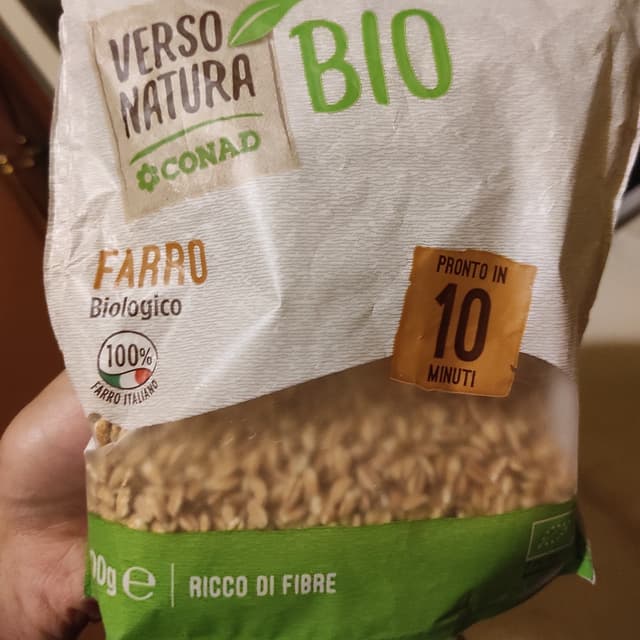 VERSO
NATURA
CONAD
BIO
FARRO
Biologico
100%
FARRO ITALIANO
PRONTO IN
10
MINUTI
RICCO DI FIBRE